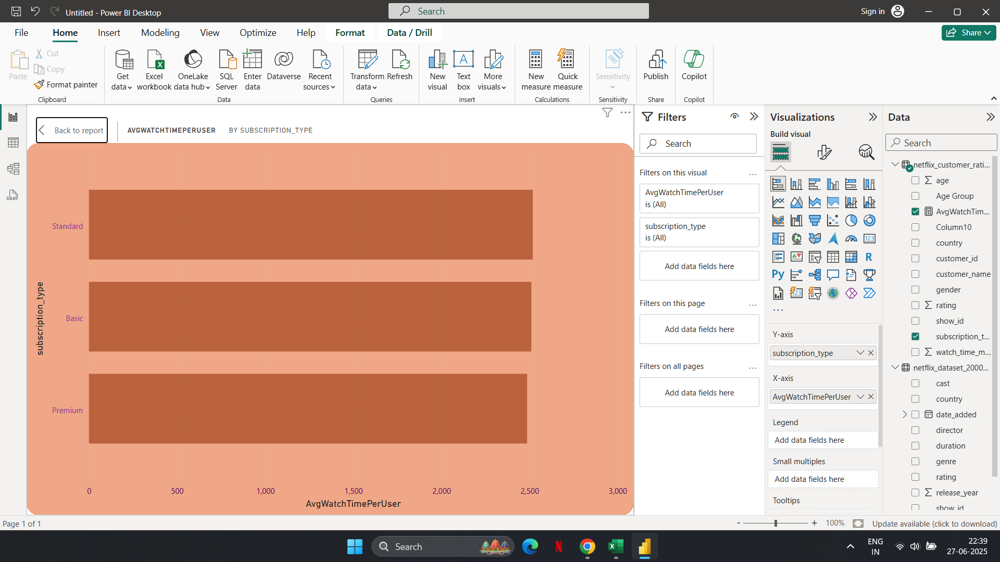 Untitled - Power BI Desktop
Search
Sign in
File
Home
Insert
Modeling
View
Optimize
Help
Format
Data / Drill
Share
Paste
Cut
Copy
Format painter
Clipboard
Get data
Excel workbook
OneLake data hub
SQL Server
Enter data
Dataverse
Recent sources
Data
Transform data
Refresh
Queries
New visual
Text box
More visuals
Insert
New measure
Quick measure
Calculations
Sensitivity
Sensitivity
Publish
Share
Copilot
Copilot
Back to report
AVGWATCHTIMEPERUSER
BY SUBSCRIPTION_TYPE
subscription_type
Standard
Basic
Premium
0
500
1,000
1,500
2,000
2,500
3,000
AvgWatchTimePerUser
Filters
Search
Filters on this visual
...
AvgWatchTimePerUser
is (All)
subscription_type
is (All)
Add data fields here
Filters on this page
...
Add data fields here
Filters on all pages
...
Add data fields here
Visualizations
Build visual
123
R
Py
123
...
Y-axis
subscription_type
X-axis
AvgWatchTimePerUser
Legend
Add data fields here
Small multiples
Add data fields here
Tooltips
Data
Search
netflix_customer_rati...
age
Age Group
AvgWatchTim...
Column10
country
customer_id
customer_name
gender
rating
show_id
subscription_t...
watch_time_m...
netflix_dataset_2000...
cast
country
date_added
director
duration
genre
rating
release_year
show_id
DAX
Page 1 of 1
- + 100%
Update available (click to download)
Search
N
ENG
IN
22:39
27-06-2025